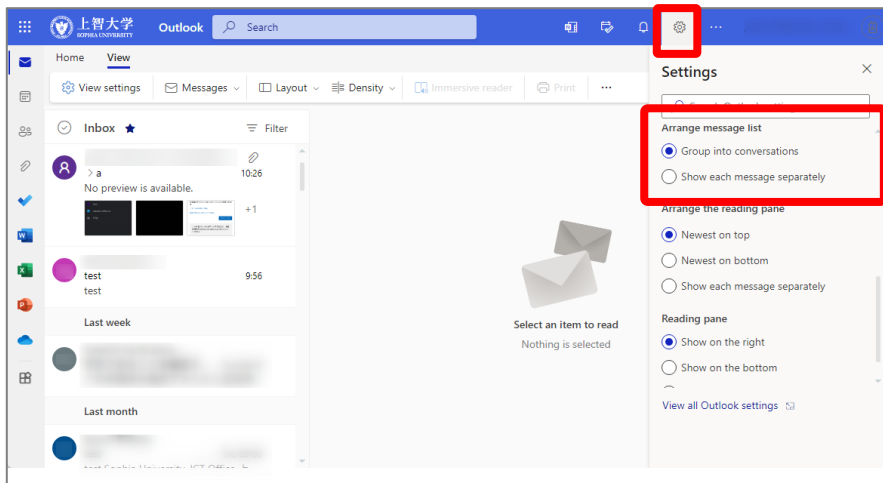 上智大学
SOPHIA UNIVERSITY
Outlook
Search
Home View
View settings Messages Layout Density Immersive reader Print ...
Inbox Filter
> a 10:26
No preview is available.
+1
test 9:56
test
Last week
Last month
Select an item to read
Nothing is selected
Settings
Arrange message list
Group into conversations
Show each message separately
Arrange the reading pane
Newest on top
Newest on bottom
Show each message separately
Reading pane
Show on the right
Show on the bottom
View all Outlook settings